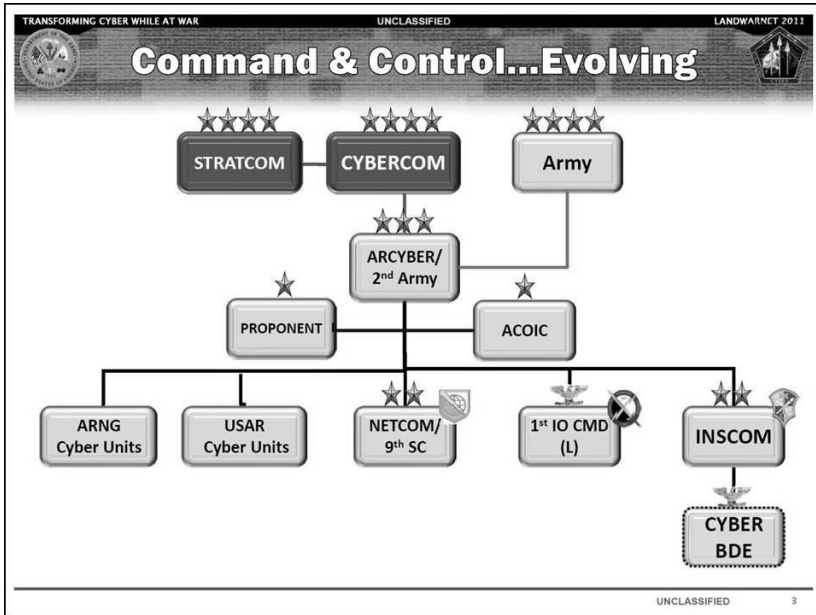 TRANSFORMING CYBER WHILE AT WAR
UNCLASSIFIED
LANDWARNET 2011
Command & Control...Evolving
STRATCOM
CYBERCOM
Army
ARCYBER/
2nd Army
PROPONENT
ACOIC
ARNG
Cyber Units
USAR
Cyber Units
NETCOM/
9th SC
1st IO CMD
(L)
INSCOM
CYBER
BDE
UNCLASSIFIED
3